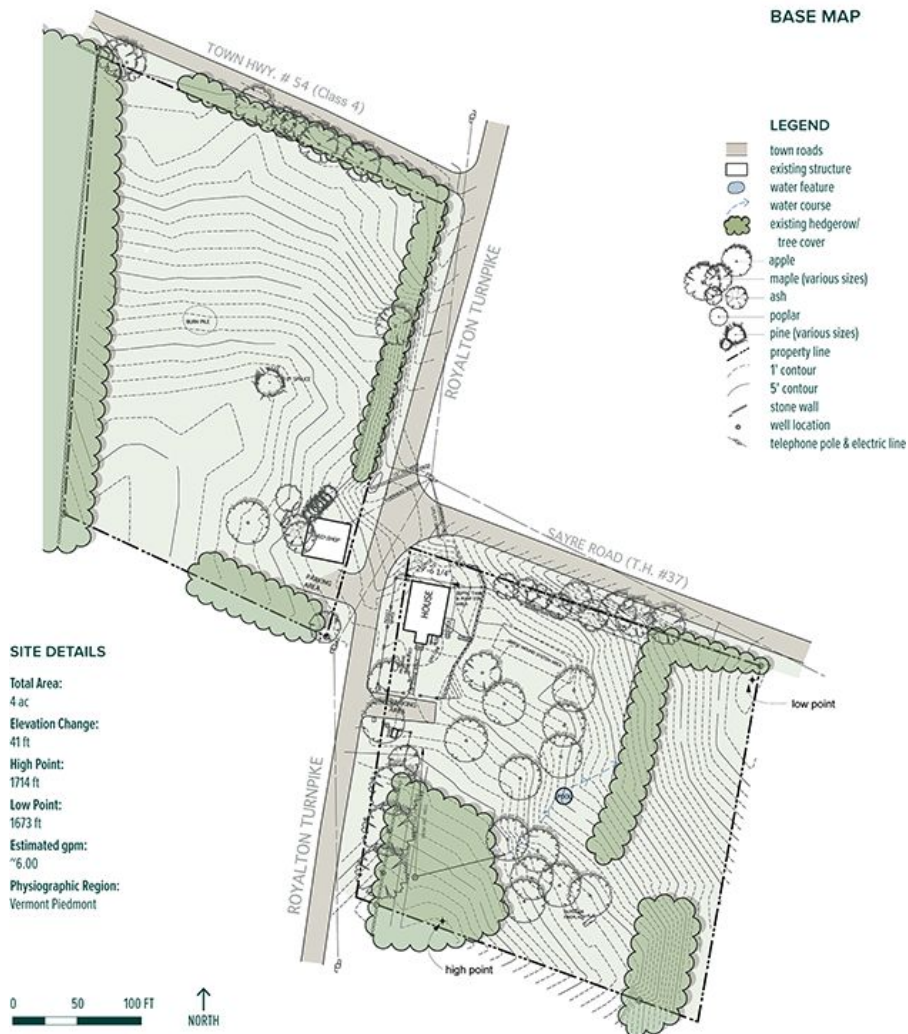 BASE MAP
TOWN HWY. # 54 (Class 4)
LEGEND
town roads
existing structure
water feature
water course
existing hedgerow/
tree cover
apple
maple (various sizes)
ash
poplar
pine (various sizes)
property line
1' contour
5' contour
stone wall
well location
telephone pole & electric line
ROYALTON TURNPIKE
BURN PILE
SAYRE ROAD (T.H. #37)
PARKING
AREA
HOUSE
low point
SITE DETAILS
Total Area:
4 ac
Elevation Change:
41 ft
High Point:
1714 ft
Low Point:
1673 ft
Estimated gpm:
~6.00
Physiographic Region:
Vermont Piedmont
ROYALTON TURNPIKE
high point
0 50 100 FT
NORTH